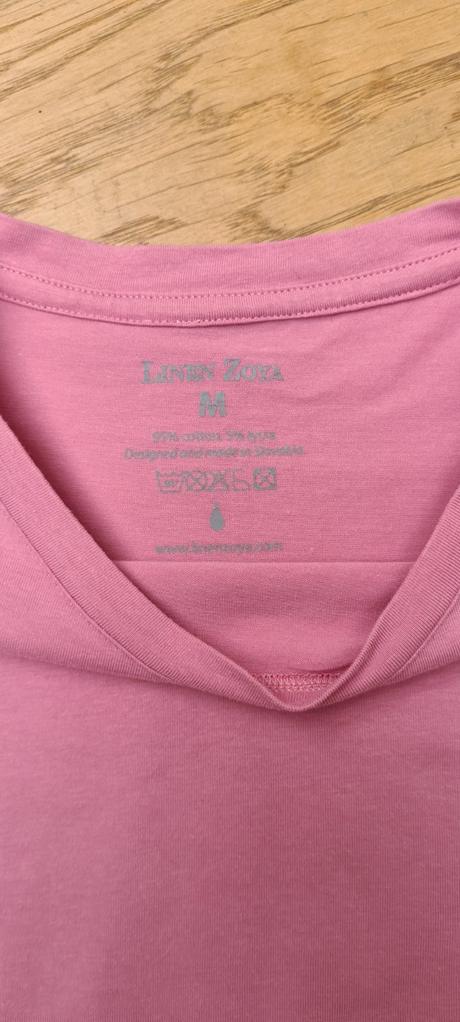 LINEN ZOYA
M
95% cotton, 5% lycra
Designed and made in Slovakia
www.linenzoya.com